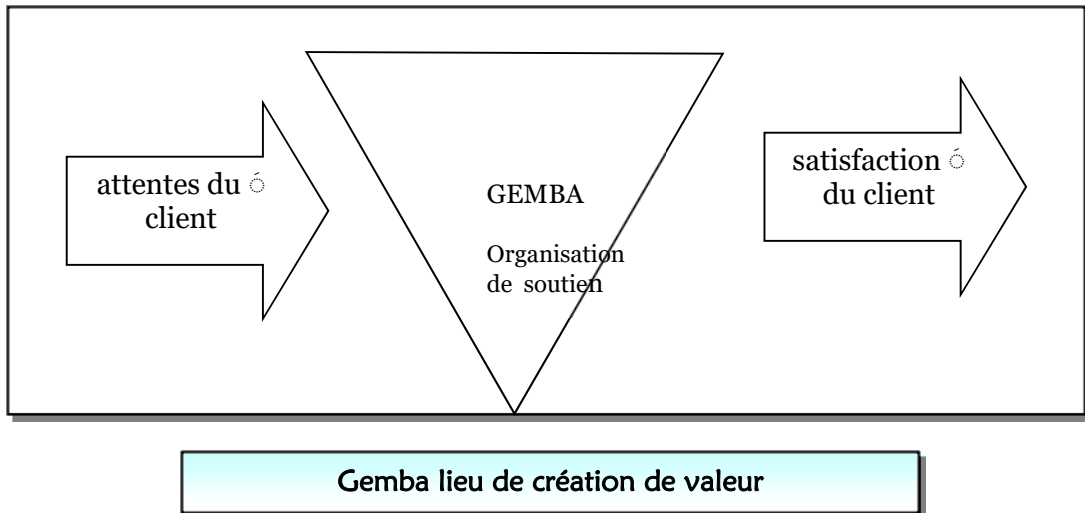 attentes du ó
client
GEMBA
Organisation
de soutien
satisfaction ó
du client
Gemba lieu de création de valeur